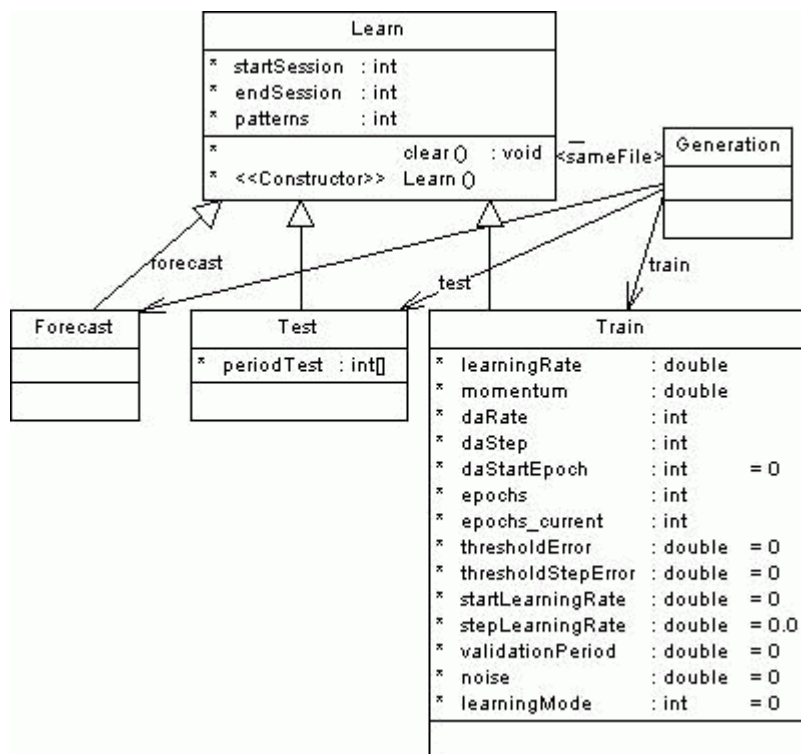 Learn
* startSession : int
* endSession : int
* patterns : int
* clear () : void
* <<Constructor>> Learn ()
<sameFile>
Generation
forecast
test
train
Forecast
Test
* periodTest : int[]
Train
* learningRate : double
* momentum : double
* daRate : int
* daStep : int
* daStartEpoch : int = 0
* epochs : int
* epochs_current : int
* thresholdError : double = 0
* thresholdStepError : double = 0
* startLearningRate : double = 0
* stepLearningRate : double = 0.0
* validationPeriod : double = 0
* noise : double = 0
* learningMode : int = 0